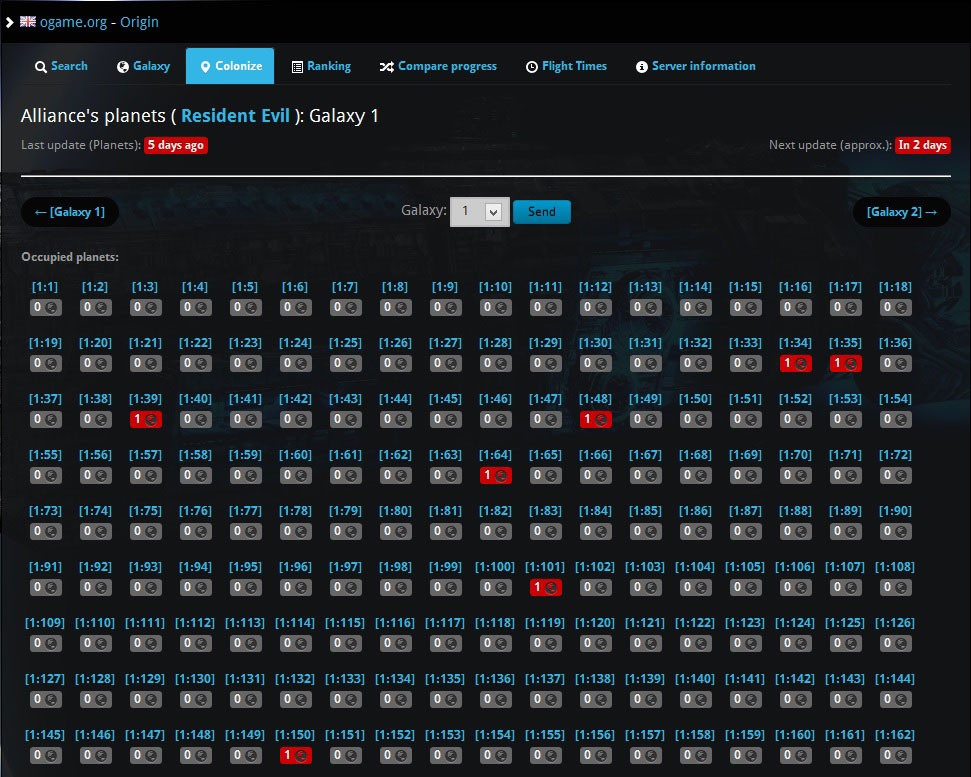 ogame.org - Origin
Search Galaxy Colonize Ranking Compare progress Flight Times Server information
Alliance's planets ( Resident Evil ): Galaxy 1
Last update (Planets): 5 days ago Next update (approx.): In 2 days
← [Galaxy 1] Galaxy: 1 Send [Galaxy 2] →
Occupied planets:
[1:1] [1:2] [1:3] [1:4] [1:5] [1:6] [1:7] [1:8] [1:9] [1:10] [1:11] [1:12] [1:13] [1:14] [1:15] [1:16] [1:17] [1:18]
0 0 0 0 0 0 0 0 0 0 0 0 0 0 0 0 0 0
[1:19] [1:20] [1:21] [1:22] [1:23] [1:24] [1:25] [1:26] [1:27] [1:28] [1:29] [1:30] [1:31] [1:32] [1:33] [1:34] [1:35] [1:36]
0 0 0 0 0 0 0 0 0 0 0 0 0 0 0 1 1 0
[1:37] [1:38] [1:39] [1:40] [1:41] [1:42] [1:43] [1:44] [1:45] [1:46] [1:47] [1:48] [1:49] [1:50] [1:51] [1:52] [1:53] [1:54]
0 0 1 0 0 0 0 0 0 0 0 1 0 0 0 0 0 0
[1:55] [1:56] [1:57] [1:58] [1:59] [1:60] [1:61] [1:62] [1:63] [1:64] [1:65] [1:66] [1:67] [1:68] [1:69] [1:70] [1:71] [1:72]
0 0 0 0 0 0 0 0 0 1 0 0 0 0 0 0 0 0
[1:73] [1:74] [1:75] [1:76] [1:77] [1:78] [1:79] [1:80] [1:81] [1:82] [1:83] [1:84] [1:85] [1:86] [1:87] [1:88] [1:89] [1:90]
0 0 0 0 0 0 0 0 0 0 0 0 0 0 0 0 0 0
[1:91] [1:92] [1:93] [1:94] [1:95] [1:96] [1:97] [1:98] [1:99] [1:100] [1:101] [1:102] [1:103] [1:104] [1:105] [1:106] [1:107] [1:108]
0 0 0 0 0 0 0 0 0 0 1 0 0 0 0 0 0 0
[1:109] [1:110] [1:111] [1:112] [1:113] [1:114] [1:115] [1:116] [1:117] [1:118] [1:119] [1:120] [1:121] [1:122] [1:123] [1:124] [1:125] [1:126]
0 0 0 0 0 0 0 0 0 0 0 0 0 0 0 0 0 0
[1:127] [1:128] [1:129] [1:130] [1:131] [1:132] [1:133] [1:134] [1:135] [1:136] [1:137] [1:138] [1:139] [1:140] [1:141] [1:142] [1:143] [1:144]
0 0 0 0 0 0 0 0 0 0 0 0 0 0 0 0 0 0
[1:145] [1:146] [1:147] [1:148] [1:149] [1:150] [1:151] [1:152] [1:153] [1:154] [1:155] [1:156] [1:157] [1:158] [1:159] [1:160] [1:161] [1:162]
0 0 0 0 0 1 0 0 0 0 0 0 0 0 0 0 0 0